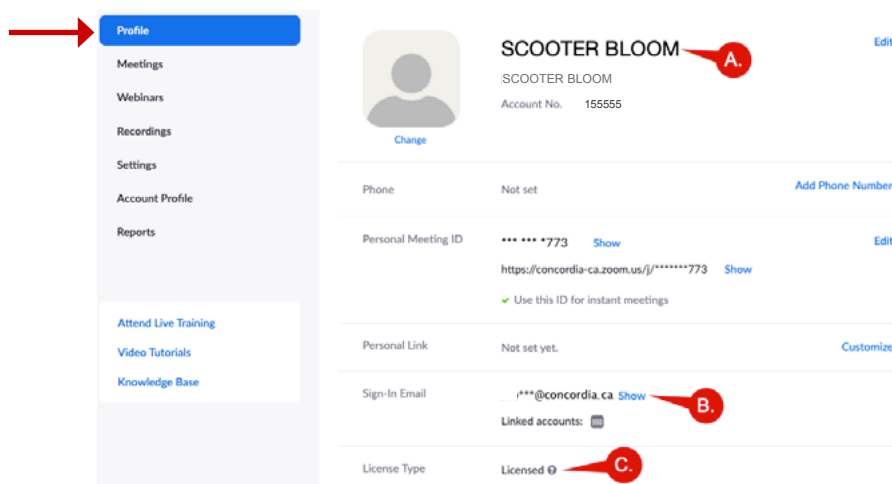 Profile
Meetings
Webinars
Recordings
Settings
Account Profile
Reports
Attend Live Training
Video Tutorials
Knowledge Base
Change
SCOOTER BLOOM
A.
Edit
SCOOTER BLOOM
Account No. 155555
Phone Not set Add Phone Number
Personal Meeting ID *** *** *773 Show Edit
https://concordia-ca.zoom.us/j/*******773 Show
Use this ID for instant meetings
Personal Link Not set yet. Customize
Sign-In Email ***@concordia.ca Show B.
Linked accounts:
License Type Licensed C.